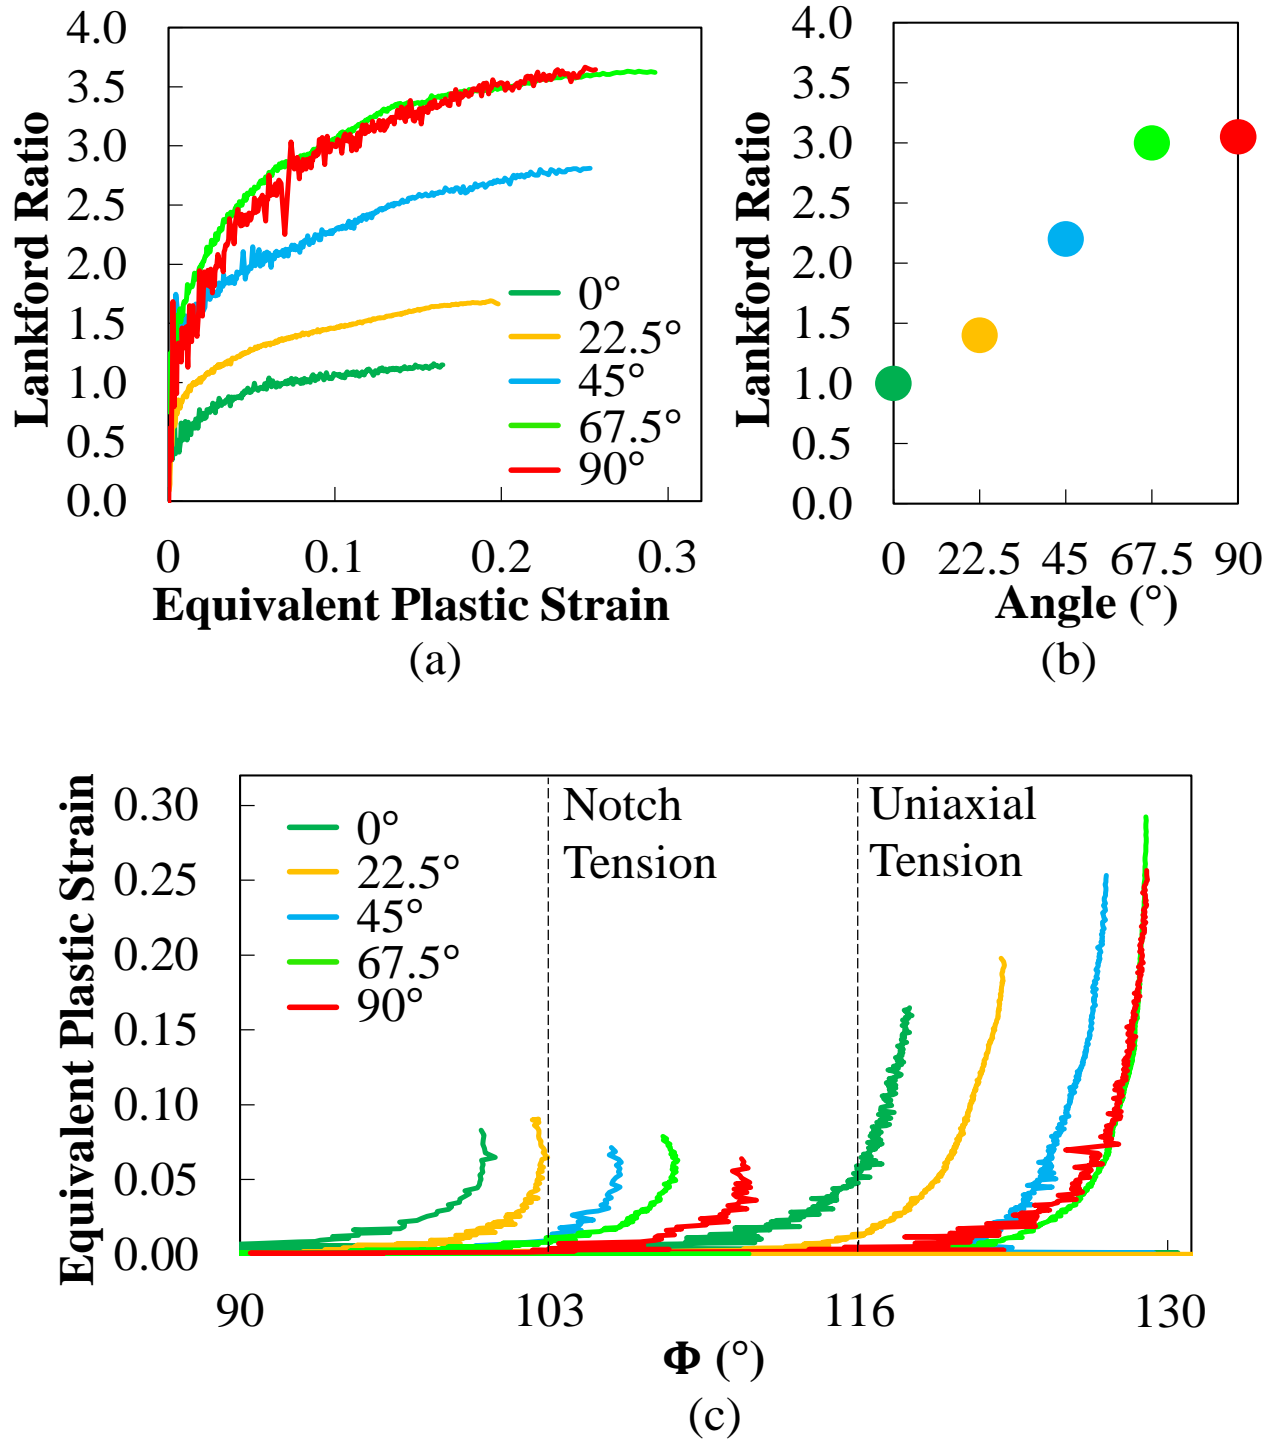 4.0
3.5
3.0
2.5
2.0
1.5
1.0
0.5
0.0
Lankford Ratio
0°
22.5°
45°
67.5°
90°
0 0.1 0.2 0.3
Equivalent Plastic Strain
(a)
4.0
3.5
3.0
2.5
2.0
1.5
1.0
0.5
0.0
Lankford Ratio
0 22.5 45 67.5 90
Angle (°)
(b)
0.30
0.25
0.20
0.15
0.10
0.05
0.00
Equivalent Plastic Strain
0°
22.5°
45°
67.5°
90°
Notch
Tension
Uniaxial
Tension
90 103 116 130
Φ (°)
(c)